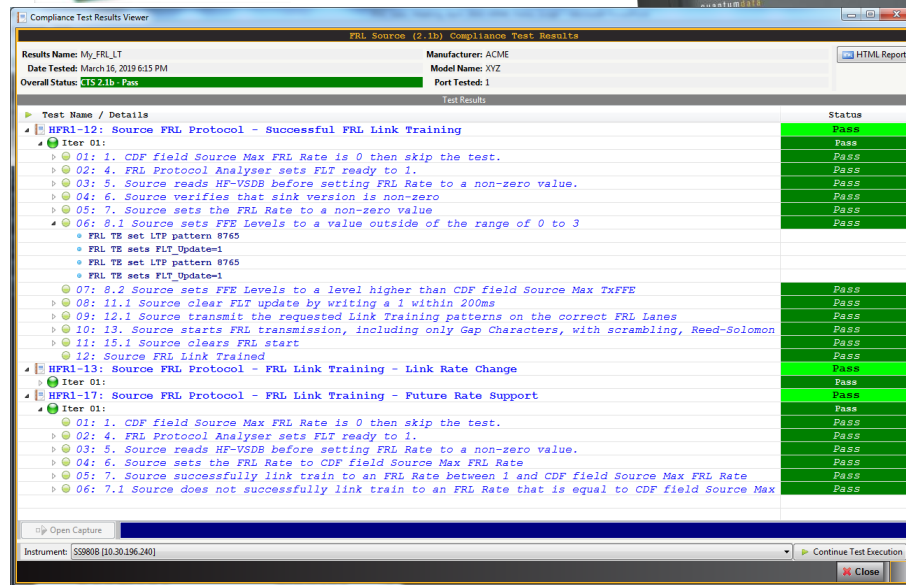 quantumdata
Compliance Test Results Viewer
FRL Source (2.1b) Compliance Test Results
Results Name: My_FRL_LT
Manufacturer: ACME
HTML Report
Date Tested: March 16, 2019 6:15 PM
Model Name: XYZ
Overall Status: CTS 2.1b - Pass
Port Tested: 1
Test Results
Test Name / Details Status
HFR1-12: Source FRL Protocol - Successful FRL Link Training Pass
Iter 01: Pass
01: 1. CDF field Source Max FRL Rate is 0 then skip the test. Pass
02: 4. FRL Protocol Analyser sets FLT ready to 1. Pass
03: 5. Source reads HF-VSDB before setting FRL Rate to a non-zero value. Pass
04: 6. Source verifies that sink version is non-zero Pass
05: 7. Source sets the FRL Rate to a non-zero value Pass
06: 8.1 Source sets FFE Levels to a value outside of the range of 0 to 3 Pass
FRL TE set LTP pattern 8765
FRL TE sets FLT_Update=1
FRL TE set LTP pattern 8765
FRL TE sets FLT_Update=1
07: 8.2 Source sets FFE Levels to a level higher than CDF field Source Max TxFFE Pass
08: 11.1 Source clear FLT update by writing a 1 within 200ms Pass
09: 12.1 Source transmit the requested Link Training patterns on the correct FRL Lanes Pass
10: 13. Source starts FRL transmission, including only Gap Characters, with scrambling, Reed-Solomon Pass
11: 15.1 Source clears FRL start Pass
12: Source FRL Link Trained Pass
HFR1-13: Source FRL Protocol - FRL Link Training - Link Rate Change Pass
Iter 01: Pass
HFR1-17: Source FRL Protocol - FRL Link Training - Future Rate Support Pass
Iter 01: Pass
01: 1. CDF field Source Max FRL Rate is 0 then skip the test. Pass
02: 4. FRL Protocol Analyser sets FLT ready to 1. Pass
03: 5. Source reads HF-VSDB before setting FRL Rate to a non-zero value. Pass
04: 6. Source sets the FRL Rate to CDF field Source Max FRL Rate Pass
05: 7. Source successfully link train to an FRL Rate between 1 and CDF field Source Max FRL Rate Pass
06: 7.1 Source does not successfully link train to an FRL Rate that is equal to CDF field Source Max Pass
Open Capture
Instrument: SS980B [10.30.196.240]
Continue Test Execution
Close